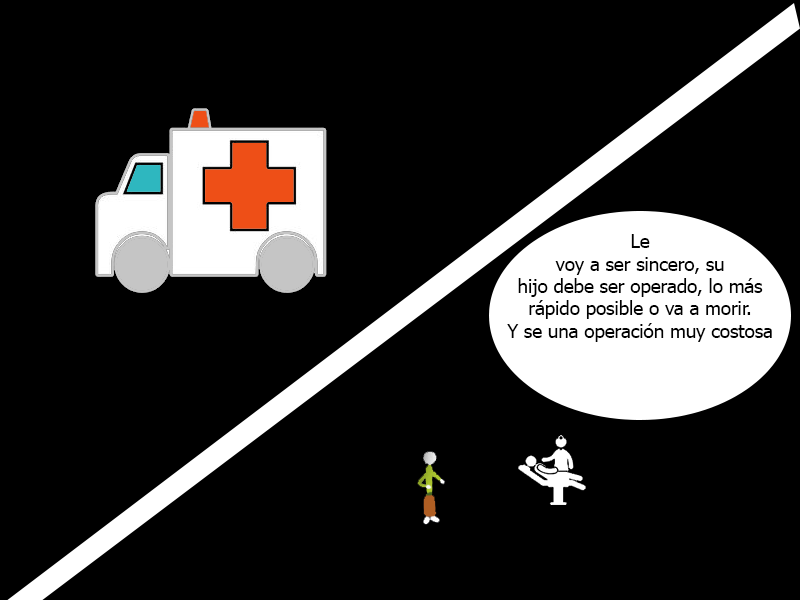 Le
voy a ser sincero, su
hijo debe ser operado, lo más
rápido posible o va a morir.
Y se una operación muy costosa